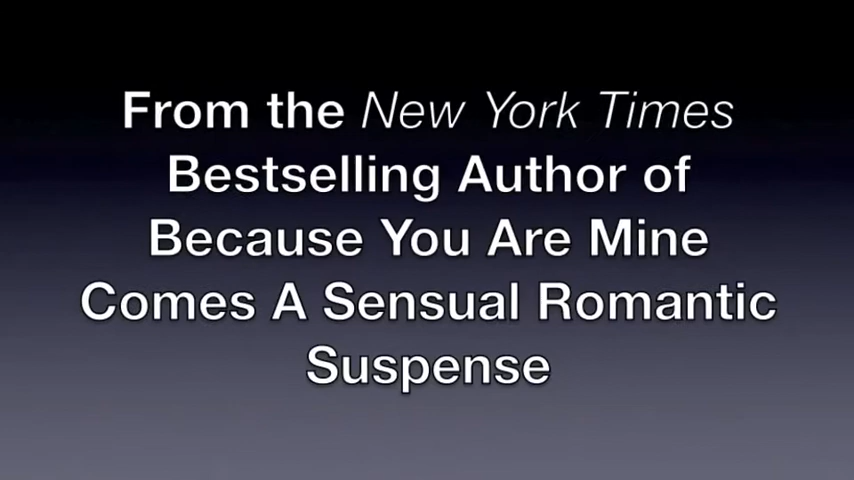 From the New York Times
Bestselling Author of
Because You Are Mine
Comes A Sensual Romantic
Suspense